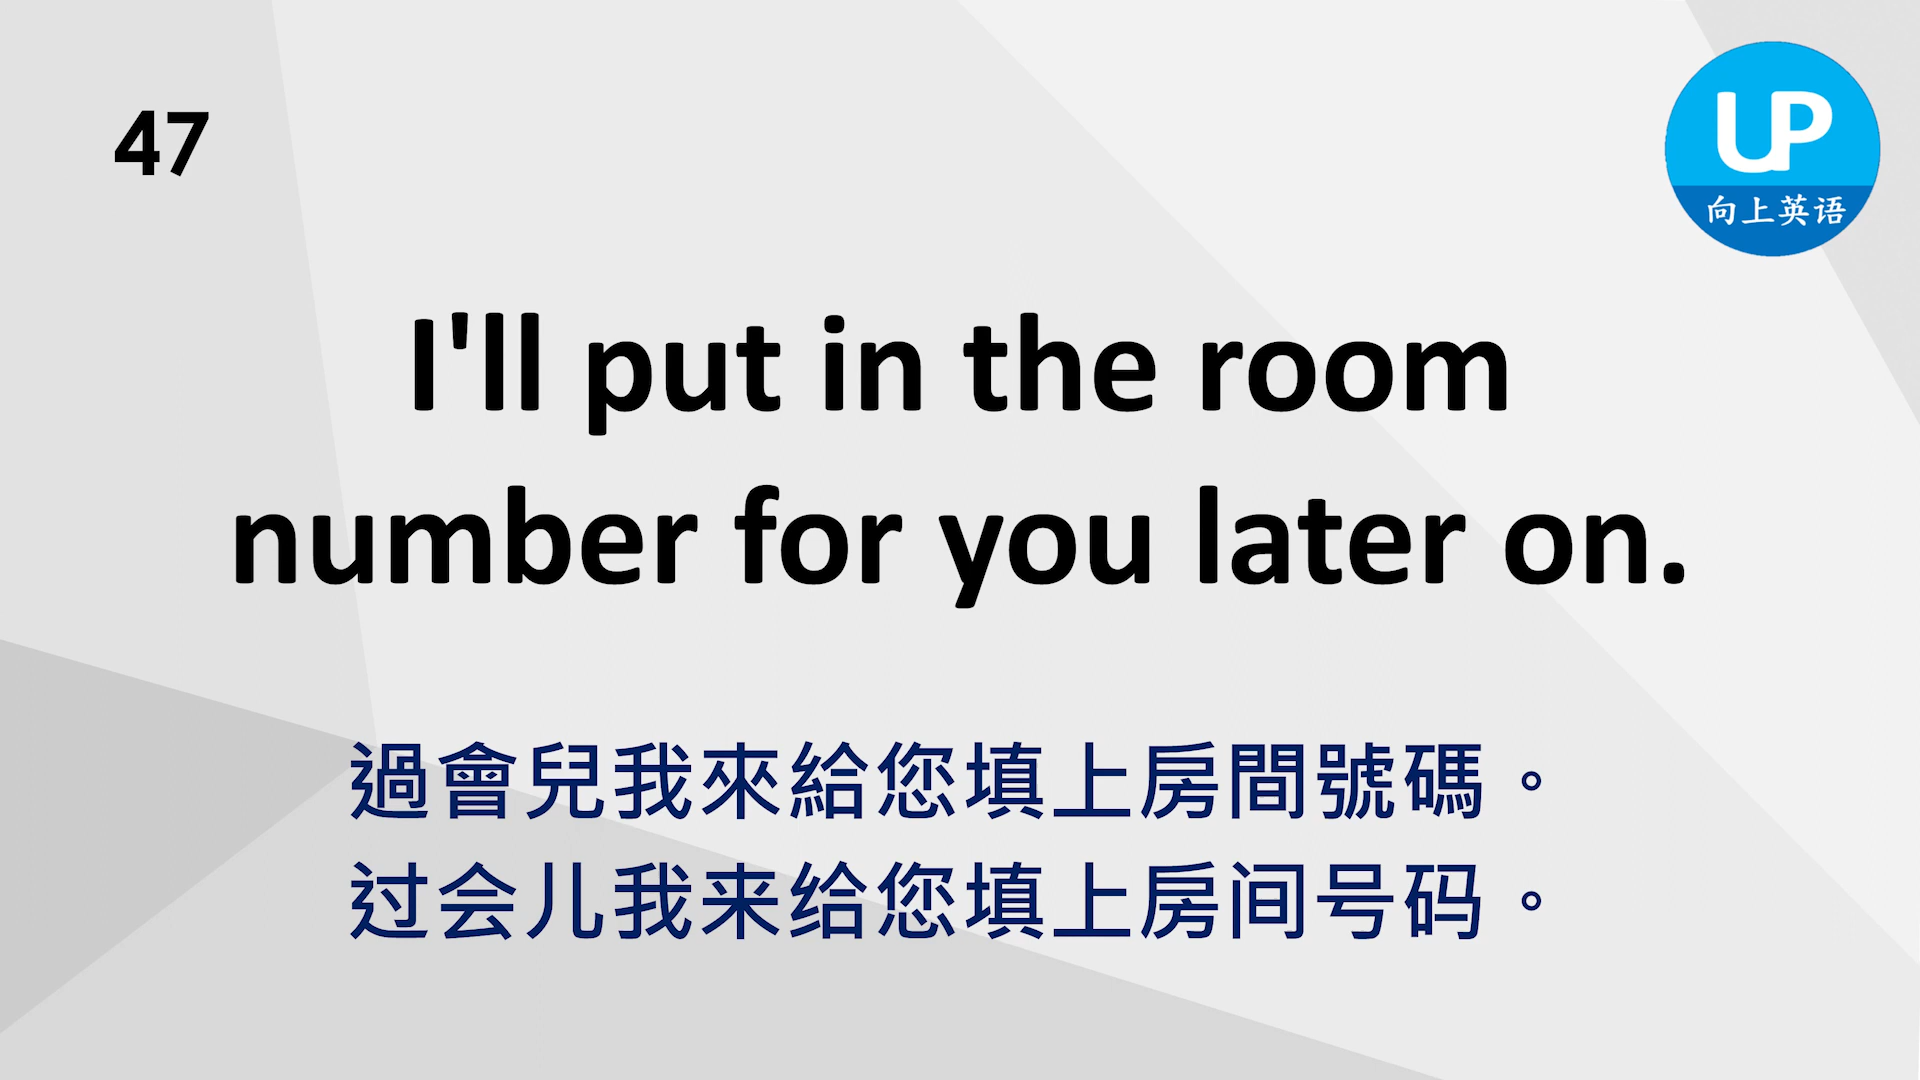 47
UP
向上英语
I'll put in the room
number for you later on.
過會兒我來給您填上房間號碼。
过会儿我来给您填上房间号码。